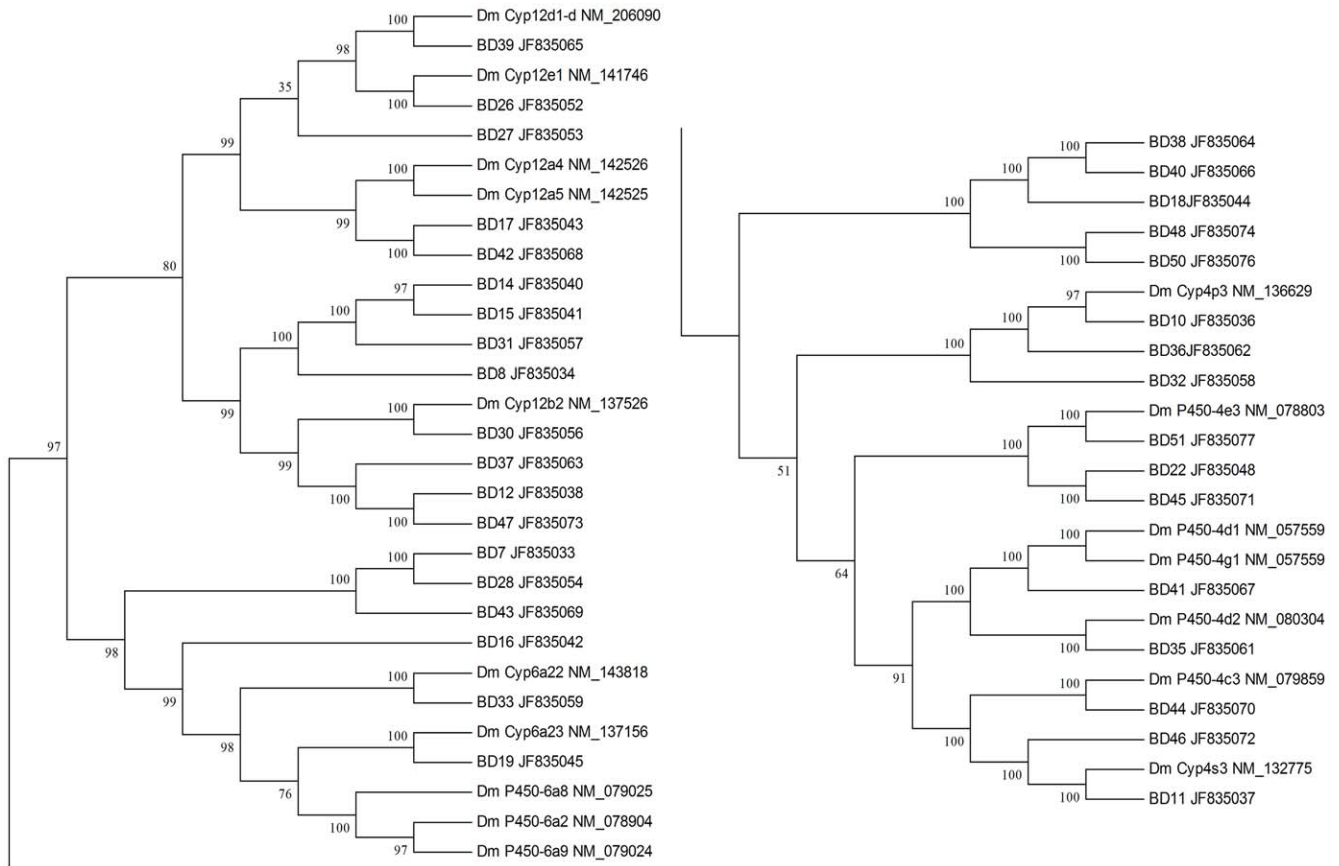 Dm Cyp12d1-d NM_206090
100
BD39 JF835065
98
Dm Cyp12e1 NM_141746
100
BD26 JF835052
35
BD27 JF835053
99
Dm Cyp12a4 NM_142526
100
Dm Cyp12a5 NM_142525
99
BD17 JF835043
100
BD42 JF835068
80
BD14 JF835040
97
BD15 JF835041
100
BD31 JF835057
100
BD8 JF835034
99
Dm Cyp12b2 NM_137526
100
BD30 JF835056
99
BD37 JF835063
100
BD12 JF835038
100
BD47 JF835073
97
BD7 JF835033
100
BD28 JF835054
100
BD43 JF835069
98
BD16 JF835042
99
Dm Cyp6a22 NM_143818
100
BD33 JF835059
98
Dm Cyp6a23 NM_137156
100
BD19 JF835045
76
Dm P450-6a8 NM_079025
100
Dm P450-6a2 NM_078904
97
Dm P450-6a9 NM_079024
BD38 JF835064
100
BD40 JF835066
100
BD18JF835044
100
BD48 JF835074
100
BD50 JF835076
Dm Cyp4p3 NM_136629
97
BD10 JF835036
100
BD36JF835062
100
BD32 JF835058
51
Dm P450-4e3 NM_078803
100
BD51 JF835077
100
BD22 JF835048
100
BD45 JF835071
64
Dm P450-4d1 NM_057559
100
Dm P450-4g1 NM_057559
100
BD41 JF835067
100
Dm P450-4d2 NM_080304
100
BD35 JF835061
91
Dm P450-4c3 NM_079859
100
BD44 JF835070
100
BD46 JF835072
100
Dm Cyp4s3 NM_132775
100
BD11 JF835037